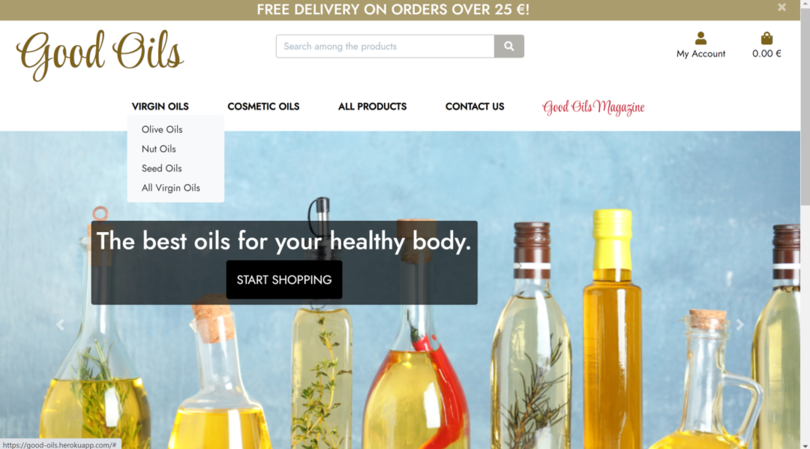 FREE DELIVERY ON ORDERS OVER 25 €!
Good Oils
Search among the products
My Account
0.00 €
VIRGIN OILS COSMETIC OILS ALL PRODUCTS CONTACT US Good Oils Magazine
Olive Oils
Nut Oils
Seed Oils
All Virgin Oils
The best oils for your healthy body.
START SHOPPING
https://good-oils.herokuapp.com/#